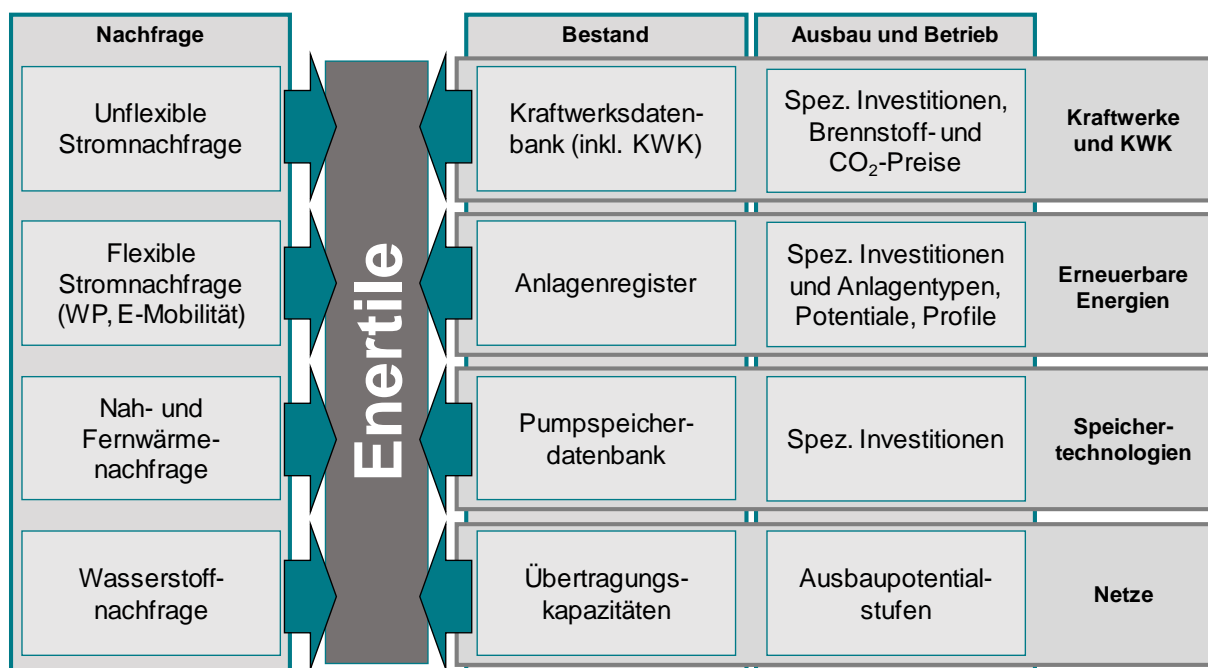 Nachfrage
Bestand
Ausbau und Betrieb
Unflexible
Stromnachfrage
Flexible
Stromnachfrage
(WP, E-Mobilität)
Nah- und
Fernwärme-
nachfrage
Wasserstoff-
nachfrage
Enertile
Kraftwerksdaten-
bank (inkl. KWK)
Spez. Investitionen,
Brennstoff- und
CO₂-Preise
Kraftwerke
und KWK
Anlagenregister
Spez. Investitionen
und Anlagentypen,
Potentiale, Profile
Erneuerbare
Energien
Pumpspeicher-
datenbank
Spez. Investitionen
Speicher-
technologien
Übertragungs-
kapazitäten
Ausbaupotential-
stufen
Netze